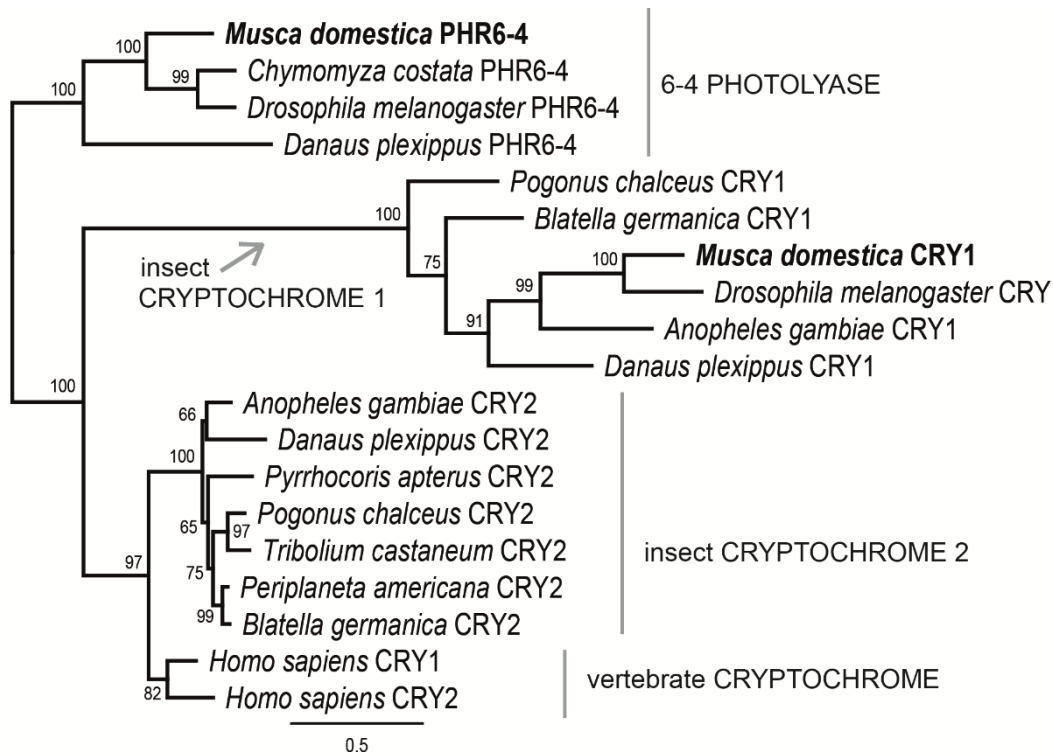 100
100
99
Musca domestica PHR6-4
Chymomyza costata PHR6-4
Drosophila melanogaster PHR6-4
Danaus plexippus PHR6-4
6-4 PHOTOLYASE
100
100
75
91
99
100
Pogonus chalceus CRY1
Blatella germanica CRY1
Musca domestica CRY1
Drosophila melanogaster CRY
Anopheles gambiae CRY1
Danaus plexippus CRY1
insect
CRYPTOCHROME 1
97
100
66
65
75
97
99
Anopheles gambiae CRY2
Danaus plexippus CRY2
Pyrrhocoris apterus CRY2
Pogonus chalceus CRY2
Tribolium castaneum CRY2
Periplaneta americana CRY2
Blatella germanica CRY2
insect CRYPTOCHROME 2
82
Homo sapiens CRY1
Homo sapiens CRY2
vertebrate CRYPTOCHROME
0.5